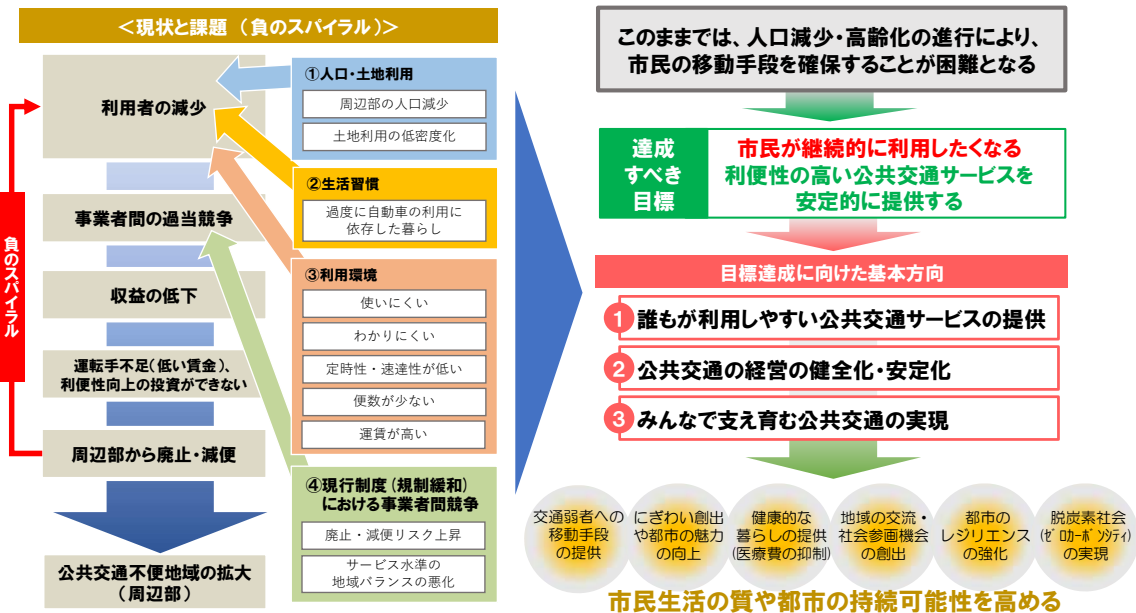 ＜現状と課題（負のスパイラル）＞
負のスパイラル
利用者の減少
事業者間の過当競争
収益の低下
運転手不足（低い賃金）、
利便性向上の投資ができない
周辺部から廃止・減便
公共交通不便地域の拡大
（周辺部）
①人口・土地利用
周辺部の人口減少
土地利用の低密度化
②生活習慣
過度に自動車の利用に
依存した暮らし
③利用環境
使いにくい
わかりにくい
定時性・速達性が低い
便数が少ない
運賃が高い
④現行制度（規制緩和）
における事業者間競争
廃止・減便リスク上昇
サービス水準の
地域バランスの悪化
このままでは、人口減少・高齢化の進行により、
市民の移動手段を確保することが困難となる
達成
すべき
目標
市民が継続的に利用したくなる
利便性の高い公共交通サービスを
安定的に提供する
目標達成に向けた基本方向
1 誰もが利用しやすい公共交通サービスの提供
2 公共交通の経営の健全化・安定化
3 みんなで支え育む公共交通の実現
交通弱者への
移動手段
の提供
にぎわい創出
や都市の魅力
の向上
健康的な
暮らしの提供
（医療費の抑制）
地域の交流・
社会参画機会
の創出
都市の
レジリエンス
の強化
脱炭素社会
（ｾﾞﾛｶｰﾎﾞﾝｼﾃｨ）
の実現
市民生活の質や都市の持続可能性を高める